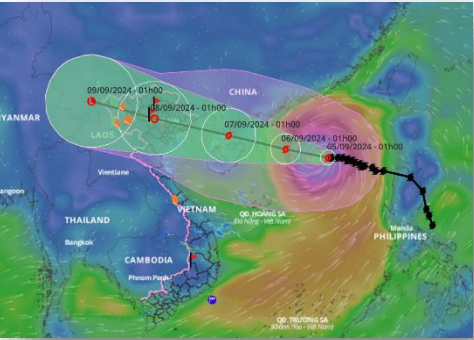 09/09/2024 - 01h00
CHINA
08/09/2024 - 01h00
YANMAR
07/09/2024 - 01h00
LAOS
06/09/2024 - 01h00
05/09/2024 - 01h00
Vientiane
angoon
VIETNAM
QĐ. HOÀNG SA
(Đà Nẵng - Việt Nam)
THAILAND
Manila
PHILIPPINES
Bangkok
CAMBODIA
Phnom Penh
QĐ. TRƯỜNG SA
(Khánh Hòa - Việt Nam)